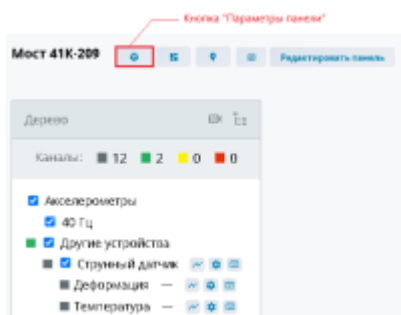 Кнопка "Параметры панели"
Мост 41К-209
Редактировать панель
Дерево
Каналы: 12 2 0 0
Акселерометры
40 Гц
Другие устройства
Струнный датчик
Деформация —
Температура —